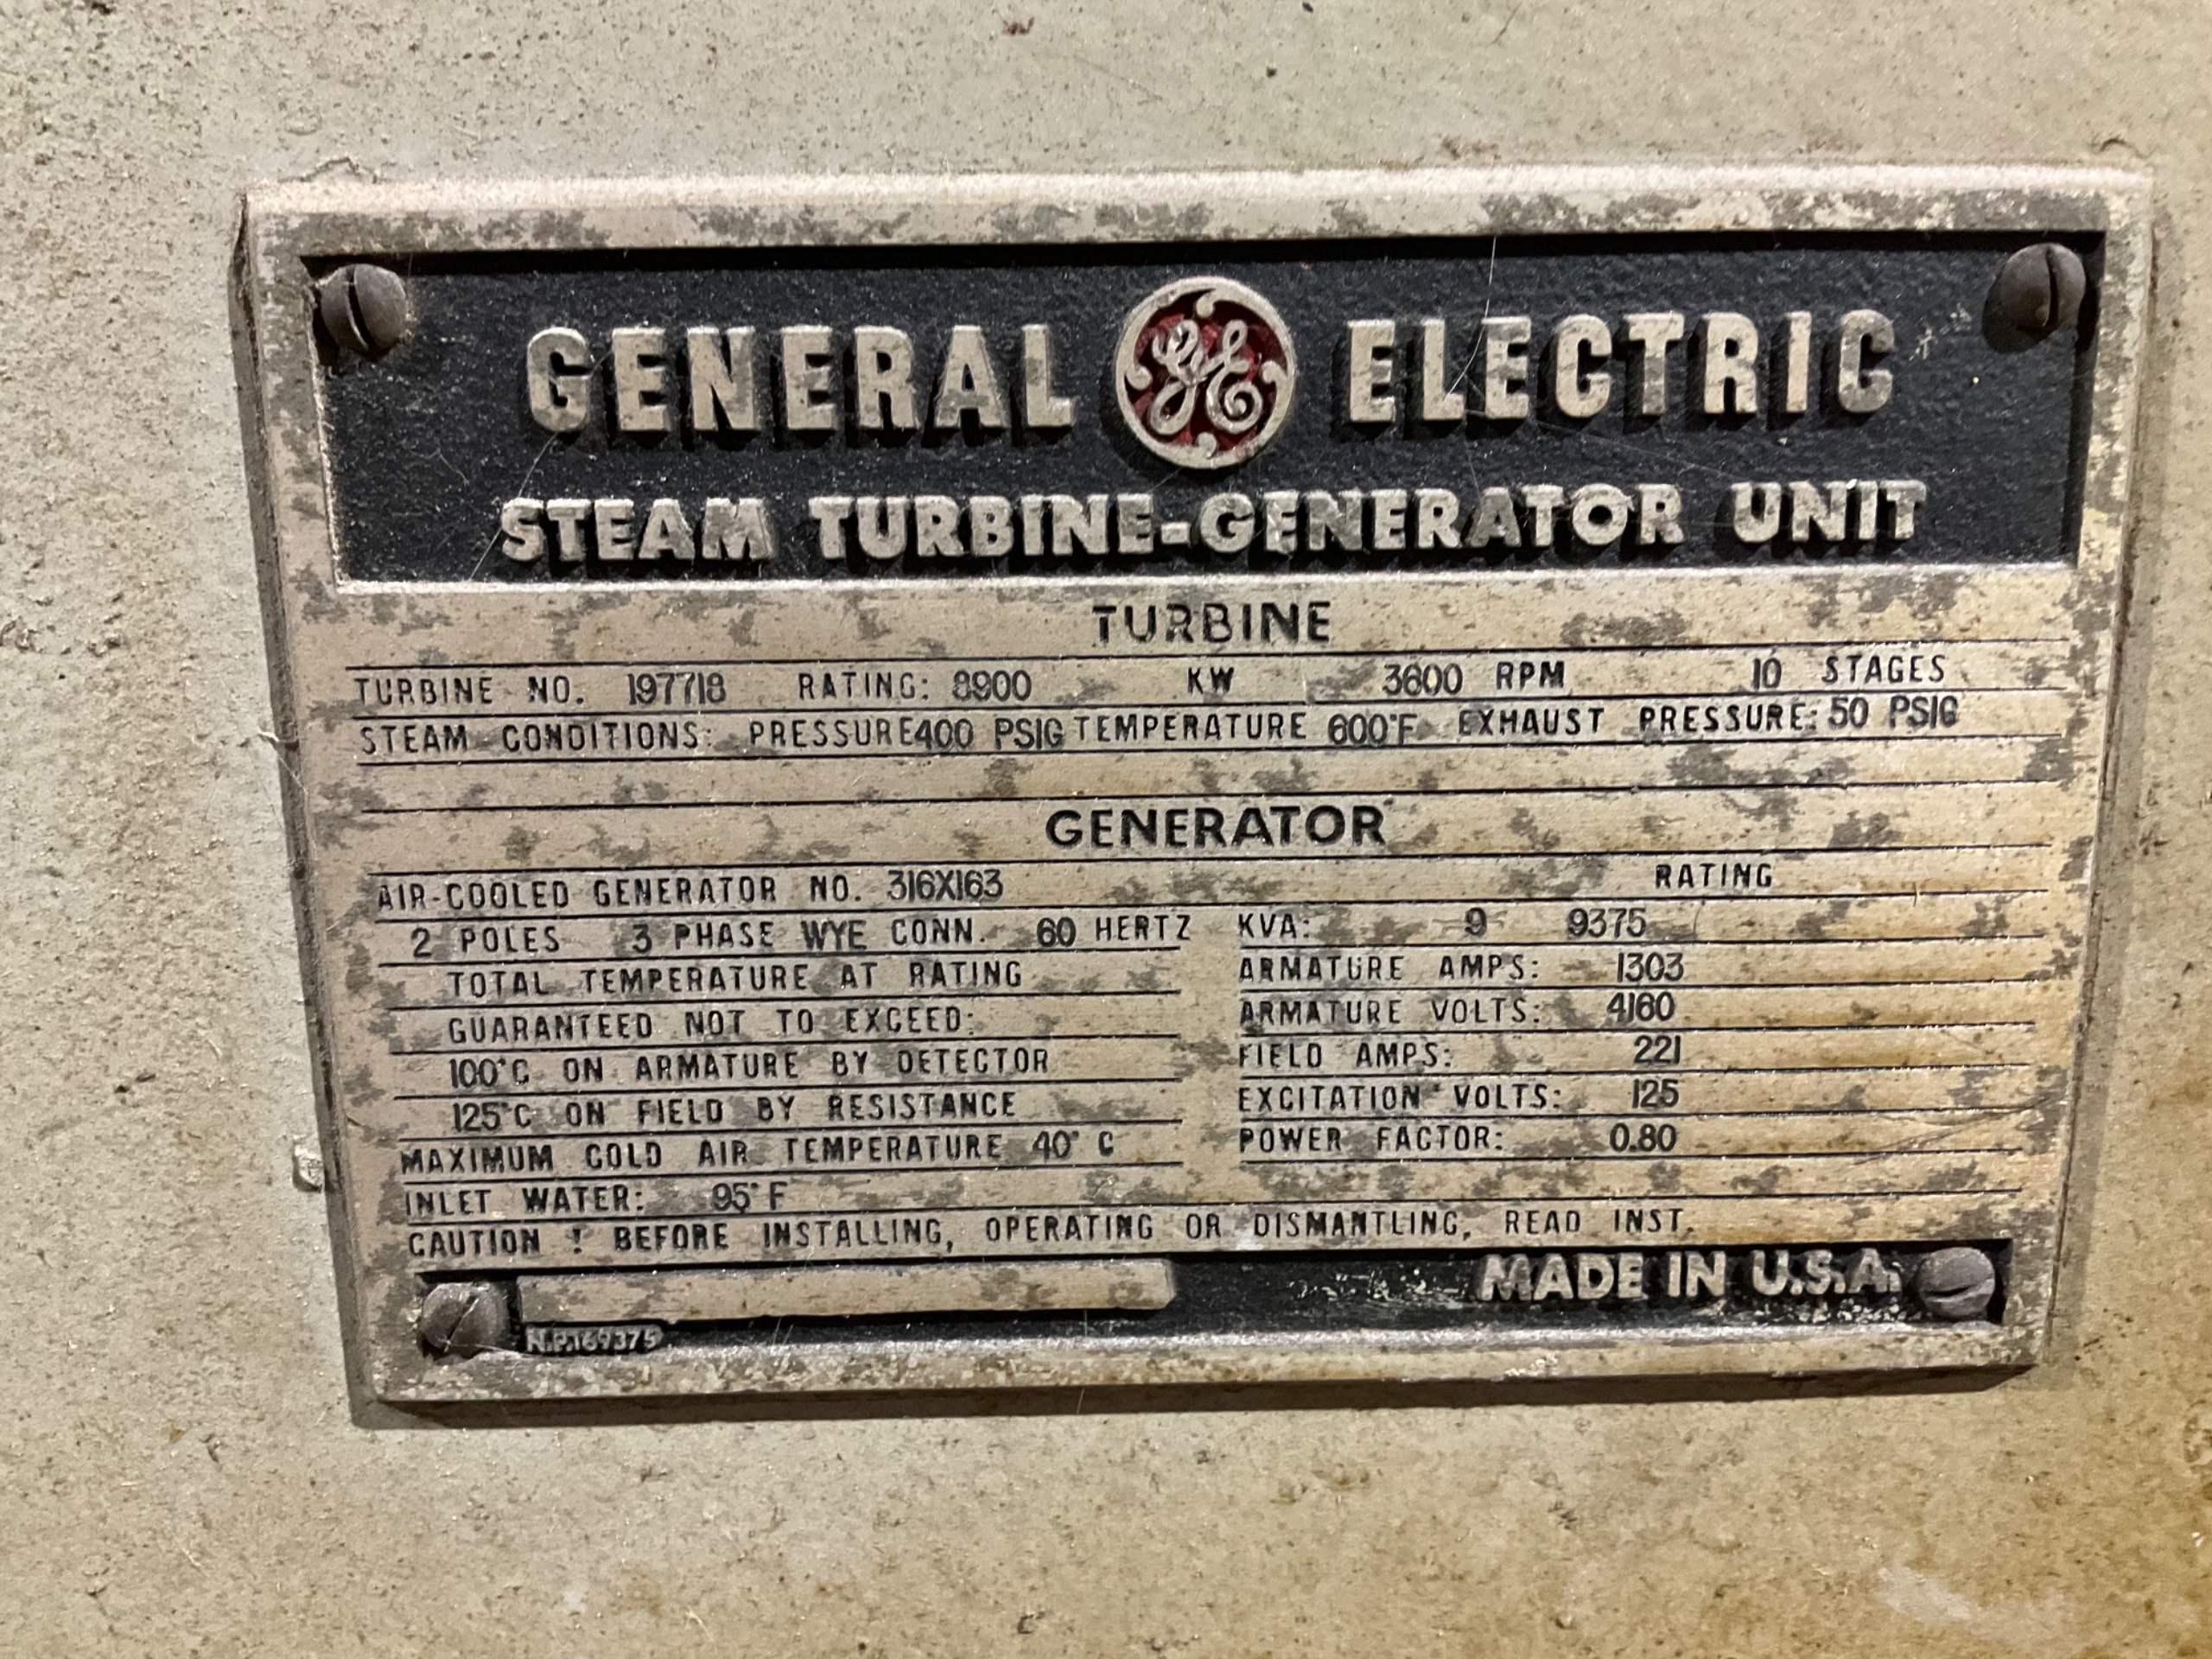 GENERAL GE ELECTRIC
STEAM TURBINE-GENERATOR UNIT
TURBINE
TURBINE NO. 197718 RATING: 8900 KW 3600 RPM 10 STAGES
STEAM CONDITIONS: PRESSURE 400 PSIG TEMPERATURE 600°F EXHAUST PRESSURE: 50 PSIG
GENERATOR
AIR-COOLED GENERATOR NO. 316X163 RATING
2 POLES 3 PHASE WYE CONN. 60 HERTZ KVA: 9 9375
TOTAL TEMPERATURE AT RATING ARMATURE AMPS: 1303
GUARANTEED NOT TO EXCEED: ARMATURE VOLTS: 4160
100°C ON ARMATURE BY DETECTOR FIELD AMPS: 221
125°C ON FIELD BY RESISTANCE EXCITATION VOLTS: 125
MAXIMUM COLD AIR TEMPERATURE 40° C POWER FACTOR: 0.80
INLET WATER: 95° F
CAUTION ! BEFORE INSTALLING, OPERATING OR DISMANTLING, READ INST.
MADE IN U.S.A.
N.P.169375